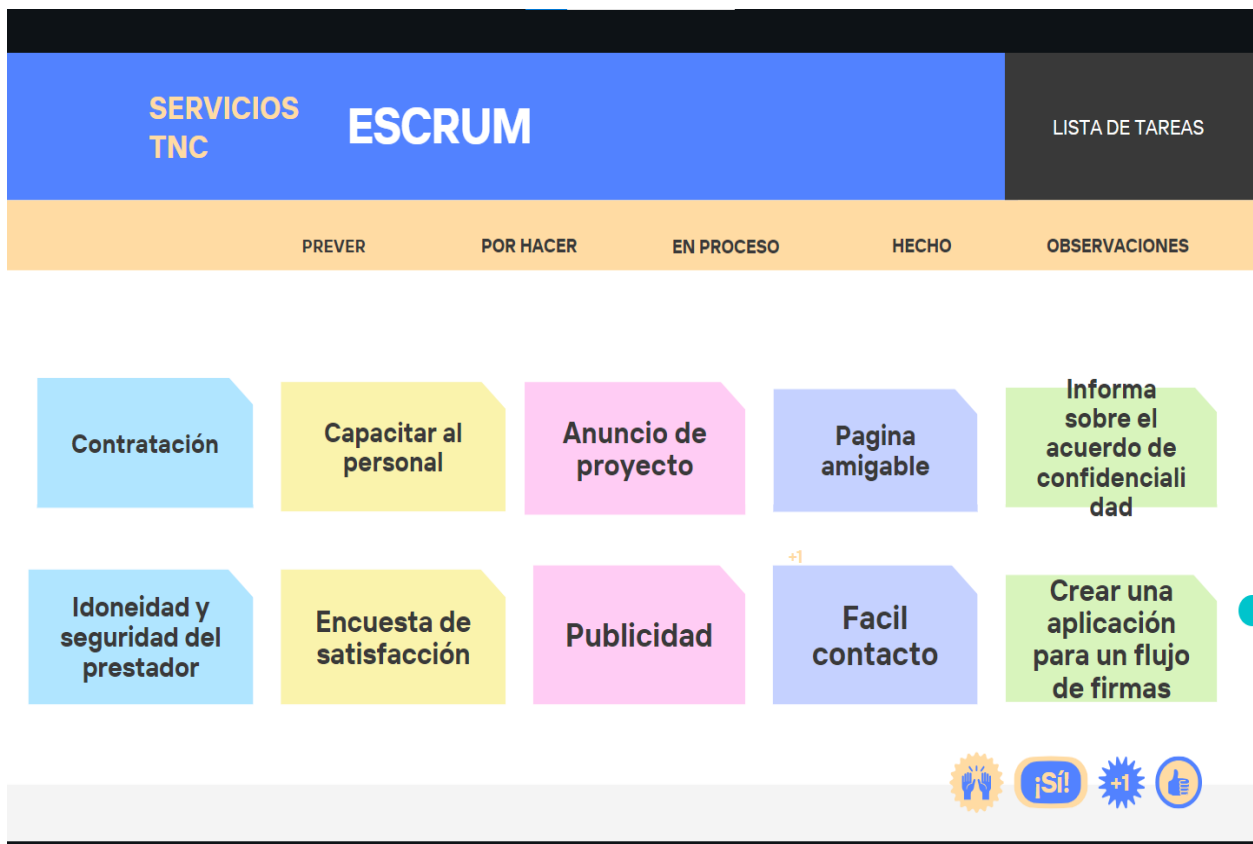 SERVICIOS
TNC
ESCRUM
LISTA DE TAREAS
PREVER
POR HACER
EN PROCESO
HECHO
OBSERVACIONES
Contratación
Capacitar al
personal
Anuncio de
proyecto
Pagina
amigable
Informa
sobre el
acuerdo de
confidenciali
dad
+1
Idoneidad y
seguridad del
prestador
Encuesta de
satisfacción
Publicidad
Facil
contacto
Crear una
aplicación
para un flujo
de firmas
¡Sí!
+1